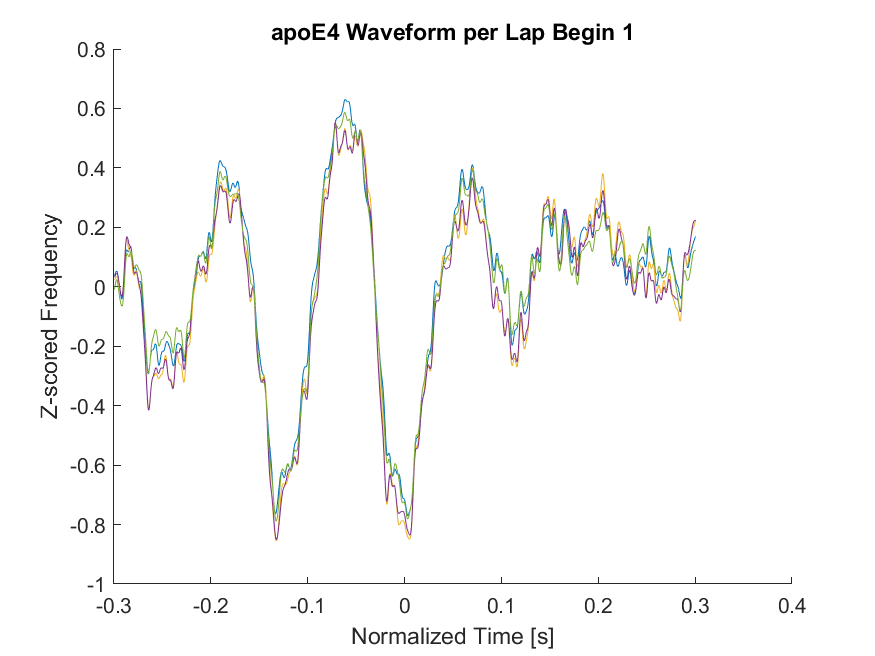 apoE4 Waveform per Lap Begin 1
0.8
0.6
0.4
0.2
0
-0.2
-0.4
-0.6
-0.8
-1
Z-scored Frequency
-0.3 -0.2 -0.1 0 0.1 0.2 0.3 0.4
Normalized Time [s]